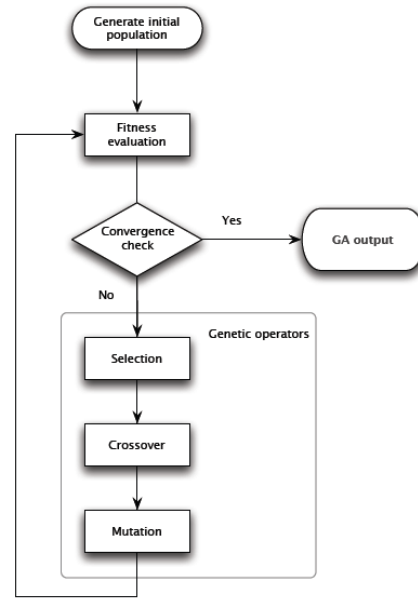 Generate initial
population
Fitness
evaluation
Convergence
check
Yes
GA output
No
Genetic operators
Selection
Crossover
Mutation